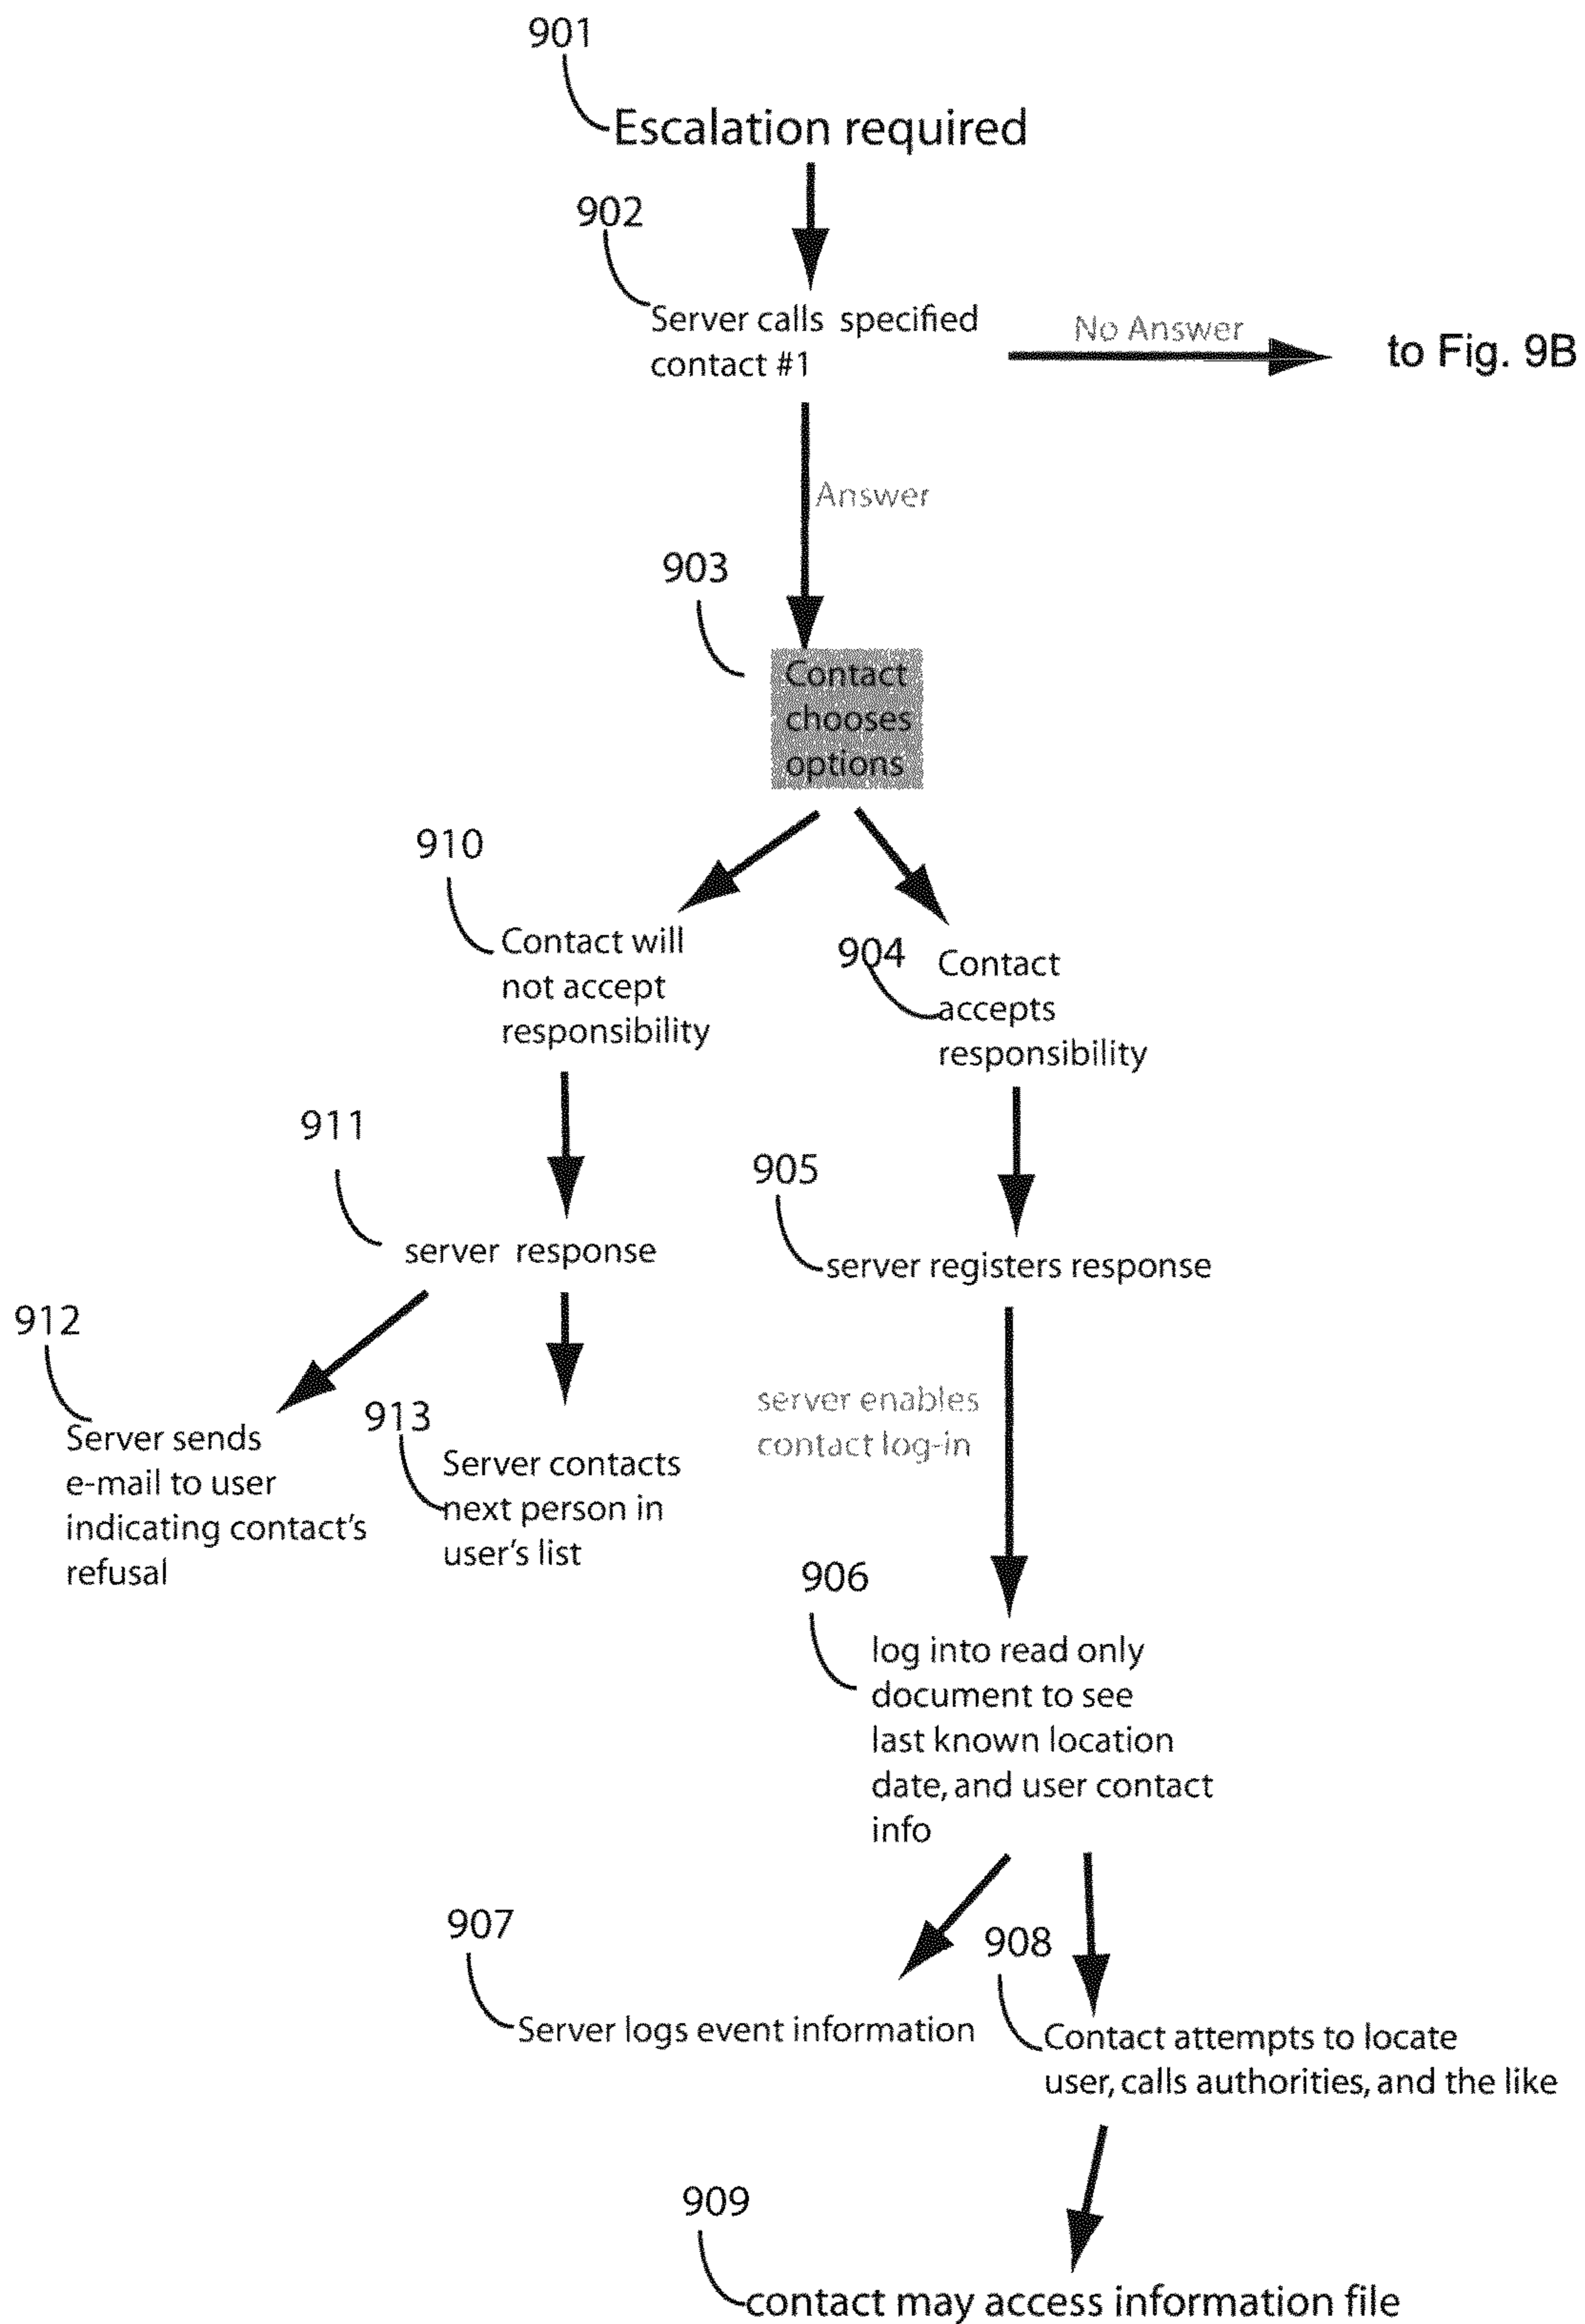 901
Escalation required
902
Server calls specified
contact #1
No Answer
to Fig. 9B
Answer
903
Contact
chooses
options
910
Contact will
not accept
responsibility
904
Contact
accepts
responsibility
911
server response
905
server registers response
912
Server sends
e-mail to user
indicating contact's
refusal
913
Server contacts
next person in
user's list
server enables
contact log-in
906
log into read only
document to see
last known location
date, and user contact
info
907
Server logs event information
908
Contact attempts to locate
user, calls authorities, and the like
909
contact may access information file